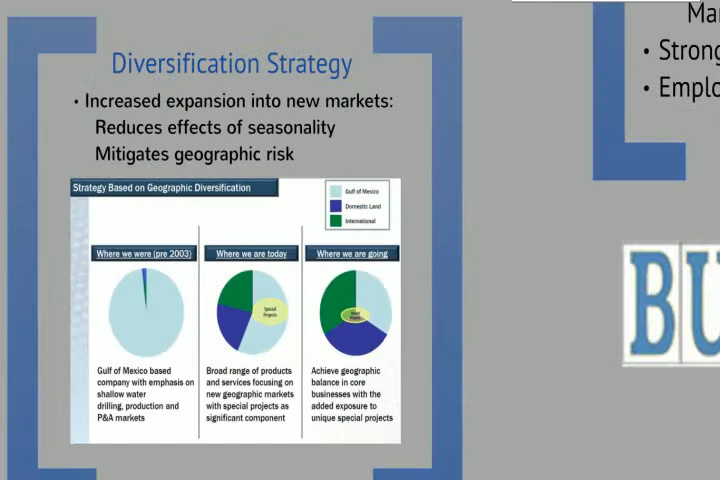 Diversification Strategy
• Increased expansion into new markets:
Reduces effects of seasonality
Mitigates geographic risk
Strategy Based on Geographic Diversification
Gulf of Mexico
Domestic Land
International
Where we were (pre 2003)
Where we are today
Where we are going
Special
Projects
Gulf of Mexico based
company with emphasis on
shallow water
drilling, production and
P&A markets
Broad range of products
and services focusing on
new geographic markets
with special projects as
significant component
Achieve geographic
balance in core
businesses with the
added exposure to
unique special projects
Ma
• Strong
• Emplo
BU